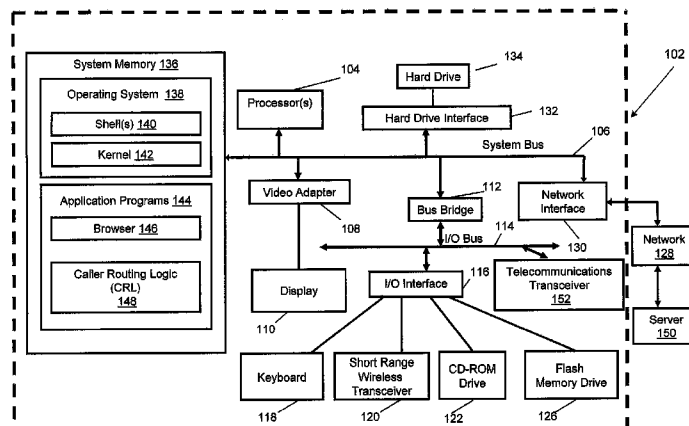 System Memory 136
Operating System 138
Shell(s) 140
Kernel 142
Application Programs 144
Browser 146
Caller Routing Logic
(CRL)
148
104
Processor(s)
134
Hard Drive
132
Hard Drive Interface
102
106
System Bus
Video Adapter
108
112
Bus Bridge
Network
Interface
130
114
I/O Bus
Network
128
116
I/O Interface
Telecommunications
Transceiver
152
Display
110
Server
150
Keyboard
118
Short Range
Wireless
Transceiver
120
CD-ROM
Drive
122
Flash
Memory Drive
126